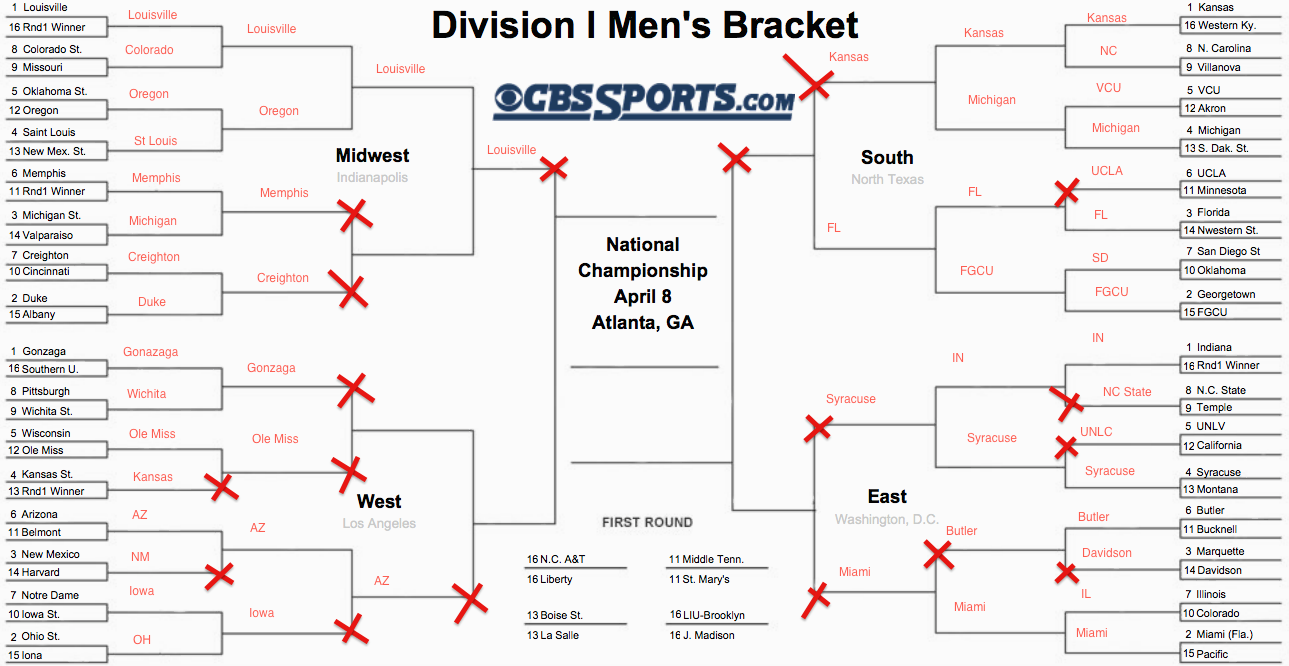 Division I Men's Bracket
CBSSPORTS.COM
1 Louisville
16 Rnd1 Winner
8 Colorado St.
9 Missouri
5 Oklahoma St.
12 Oregon
4 Saint Louis
13 New Mex. St.
6 Memphis
11 Rnd1 Winner
3 Michigan St.
14 Valparaiso
7 Creighton
10 Cincinnati
2 Duke
15 Albany
Louisville
Colorado
Oregon
St Louis
Memphis
Michigan
Creighton
Duke
Louisville
Oregon
Memphis
Creighton
Louisville
Louisville
Midwest
Indianapolis
1 Gonzaga
16 Southern U.
8 Pittsburgh
9 Wichita St.
5 Wisconsin
12 Ole Miss
4 Kansas St.
13 Rnd1 Winner
6 Arizona
11 Belmont
3 New Mexico
14 Harvard
7 Notre Dame
10 Iowa St.
2 Ohio St.
15 Iona
Gonazaga
Wichita
Ole Miss
Kansas
AZ
NM
Iowa
OH
Gonzaga
Ole Miss
AZ
Iowa
AZ
West
Los Angeles
National
Championship
April 8
Atlanta, GA
FIRST ROUND
16 N.C. A&T
16 Liberty
11 Middle Tenn.
11 St. Mary's
13 Boise St.
13 La Salle
16 LIU-Brooklyn
16 J. Madison
Kansas
FL
South
North Texas
Kansas
Michigan
FL
FGCU
Kansas
NC
VCU
Michigan
UCLA
FL
SD
FGCU
1 Kansas
16 Western Ky.
8 N. Carolina
9 Villanova
5 VCU
12 Akron
4 Michigan
13 S. Dak. St.
6 UCLA
11 Minnesota
3 Florida
14 Nwestern St.
7 San Diego St
10 Oklahoma
2 Georgetown
15 FGCU
Syracuse
Miami
East
Washington, D.C.
IN
Syracuse
Butler
Miami
IN
NC State
UNLC
Syracuse
Butler
Davidson
IL
Miami
1 Indiana
16 Rnd1 Winner
8 N.C. State
9 Temple
5 UNLV
12 California
4 Syracuse
13 Montana
6 Butler
11 Bucknell
3 Marquette
14 Davidson
7 Illinois
10 Colorado
2 Miami (Fla.)
15 Pacific